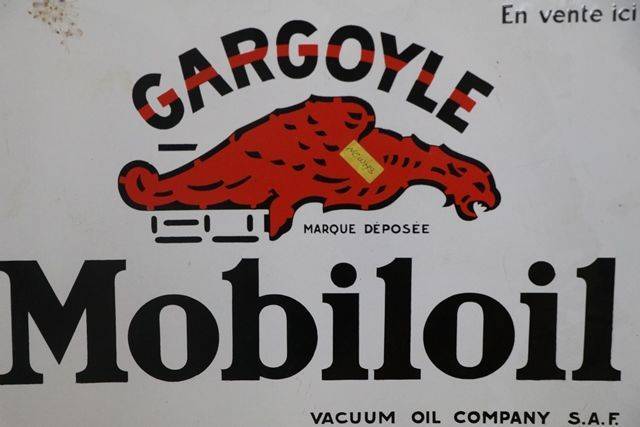 En vente ici
GARGOYLE
MARQUE DÉPOSÉE
Mobiloil
VACUUM OIL COMPANY S.A.F.